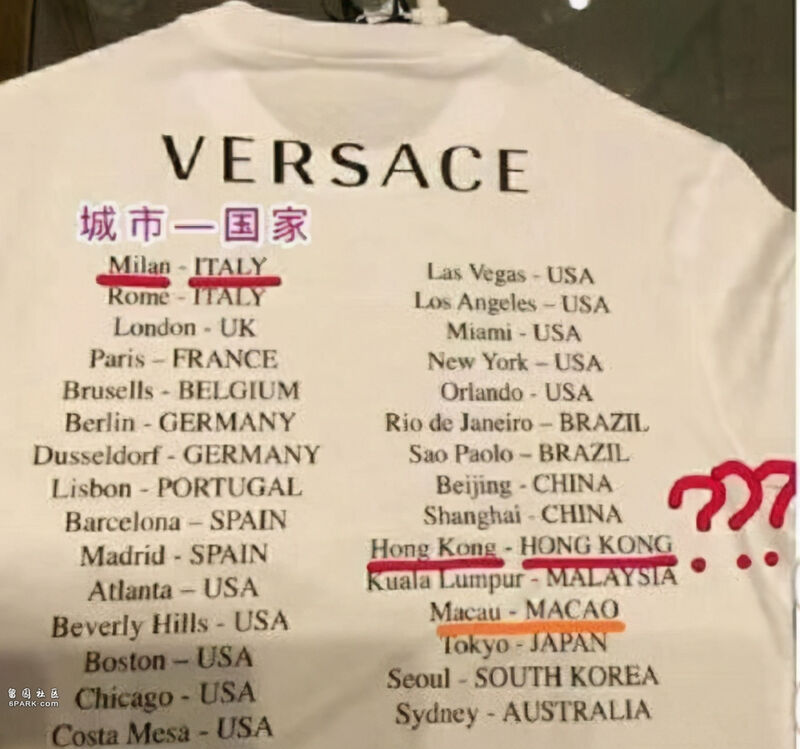 VERSACE
城市—国家
Milan - ITALY
Rome - ITALY
London - UK
Paris – FRANCE
Brusells - BELGIUM
Berlin - GERMANY
Dusseldorf - GERMANY
Lisbon - PORTUGAL
Barcelona – SPAIN
Madrid - SPAIN
Atlanta – USA
Beverly Hills - USA
Boston – USA
Chicago - USA
Costa Mesa - USA
Las Vegas - USA
Los Angeles – USA
Miami - USA
New York – USA
Orlando - USA
Rio de Janeiro – BRAZIL
Sao Paolo – BRAZIL
Beijing - CHINA
Shanghai - CHINA
Hong Kong - HONG KONG
???
Kuala Lumpur - MALAYSIA
Macau - MACAO
Tokyo - JAPAN
Seoul - SOUTH KOREA
Sydney - AUSTRALIA
留园社区
6PARK.COM